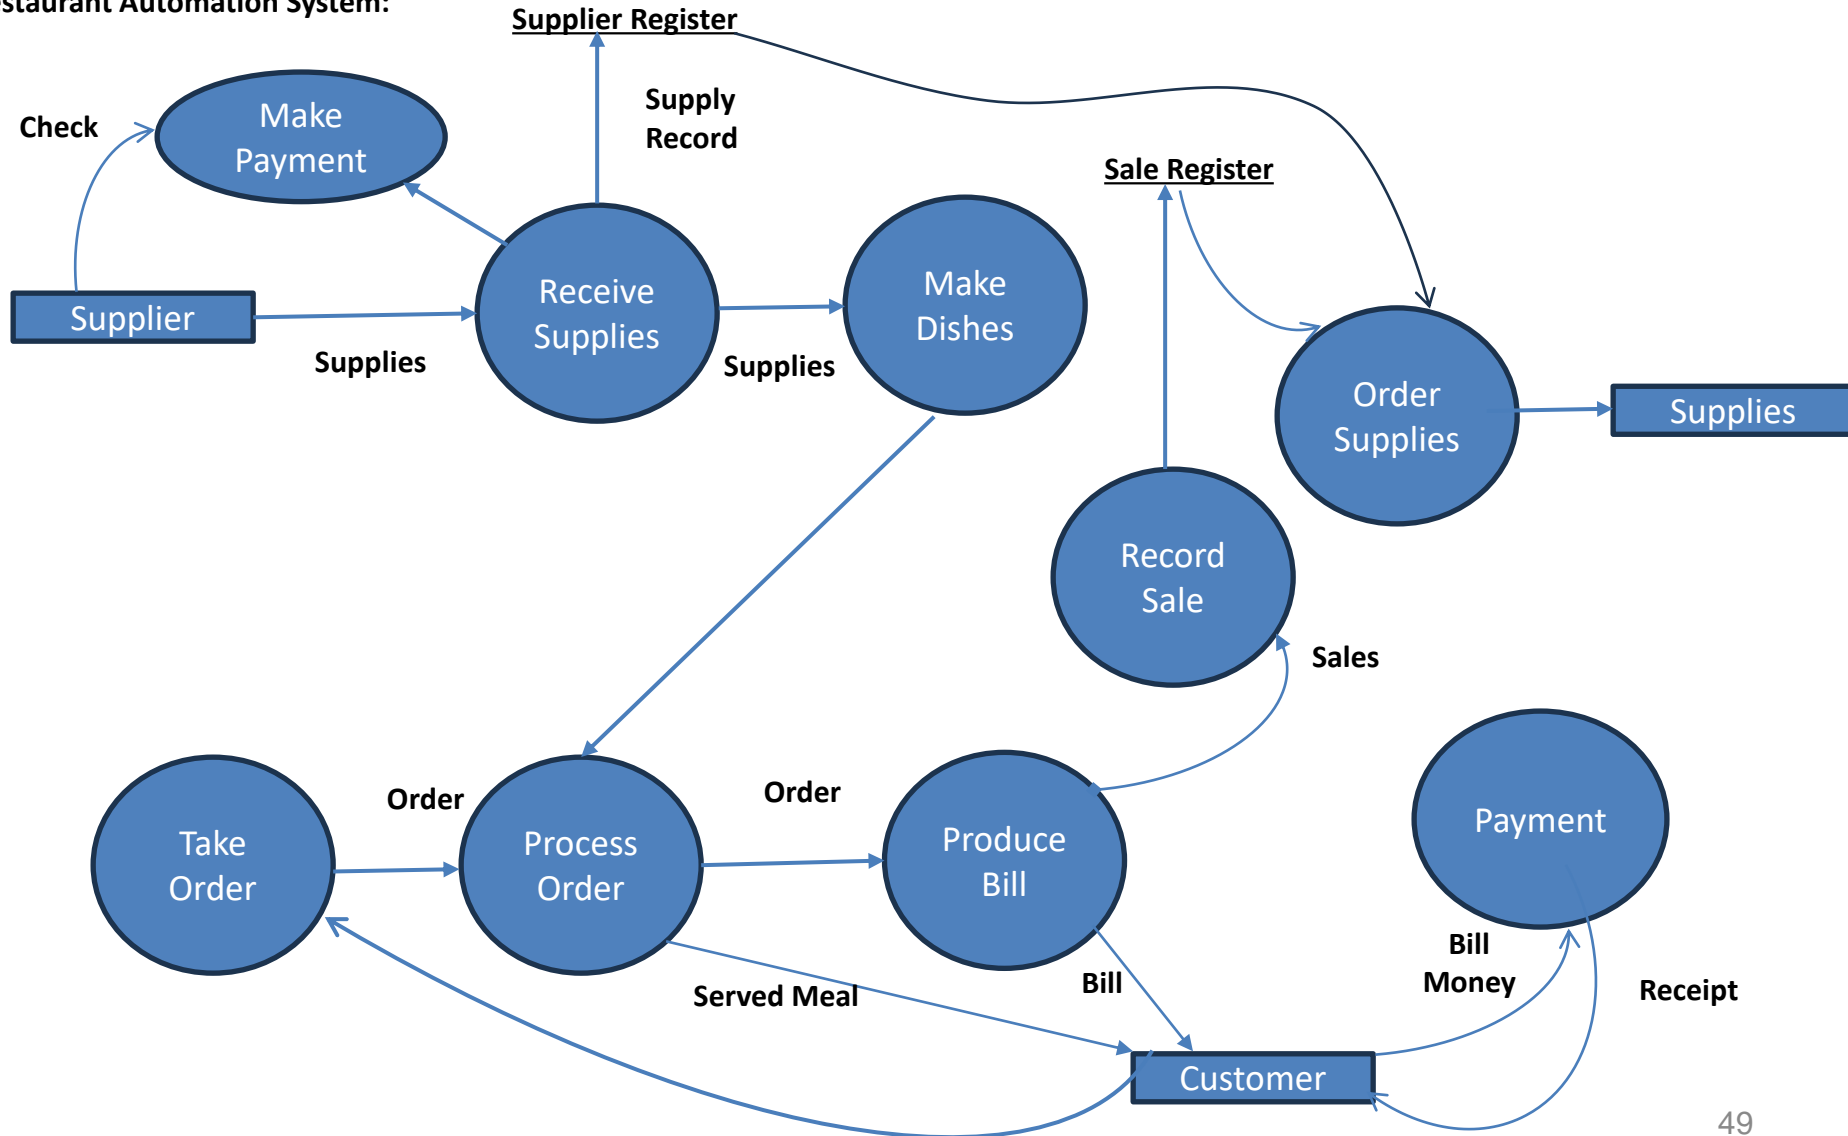 estaurant Automation System:
Supplier Register
Make
Payment
Check
Supply
Record
Sale Register
Receive
Supplies
Make
Dishes
Supplier
Supplies
Supplies
Order
Supplies
Supplies
Record
Sale
Sales
Order
Order
Take
Order
Process
Order
Produce
Bill
Payment
Served Meal
Bill
Bill
Money
Receipt
Customer
49